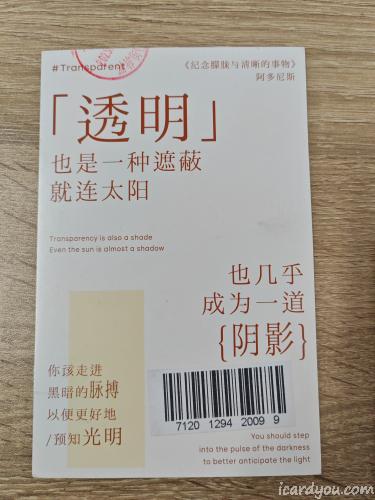 #Transparent
《纪念朦胧与清晰的事物》
阿多尼斯
「透明」
也是一种遮蔽
就连太阳
Transparency is also a shade
Even the sun is almost a shadow
也几乎
成为一道
{阴影}
你该走进
黑暗的脉搏
以便更好地
/预知光明
7120 1294 2009 9
You should step
into the pulse of the darkness
to better anticipate the light
icardyou.com